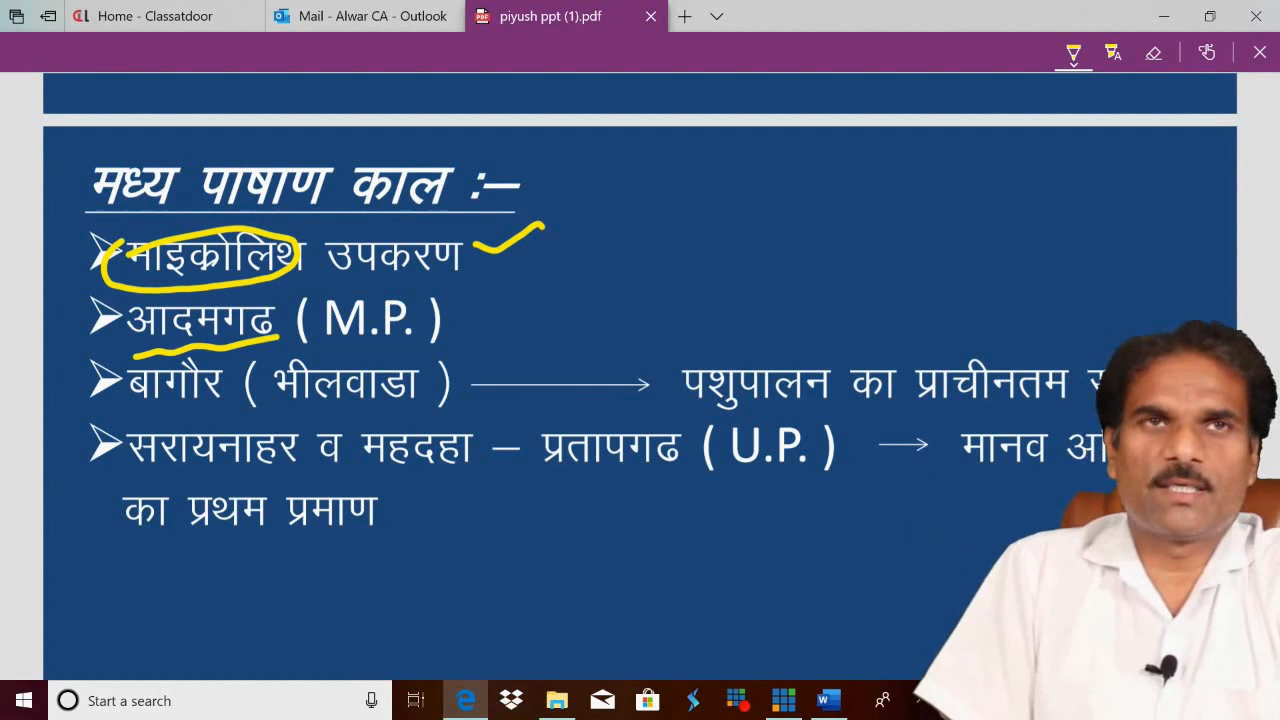 Home - Classatdoor
Mail - Alwar CA - Outlook
piyush ppt (1).pdf
मध्य पाषाण काल :–
माइकोलिथ उपकरण
आदमगढ ( M.P. )
बागौर ( भीलवाडा ) → पशुपालन का प्राचीनतम
सरायनाहर व महदहा – प्रतापगढ ( U.P. ) → मानव
का प्रथम प्रमाण
Start a search